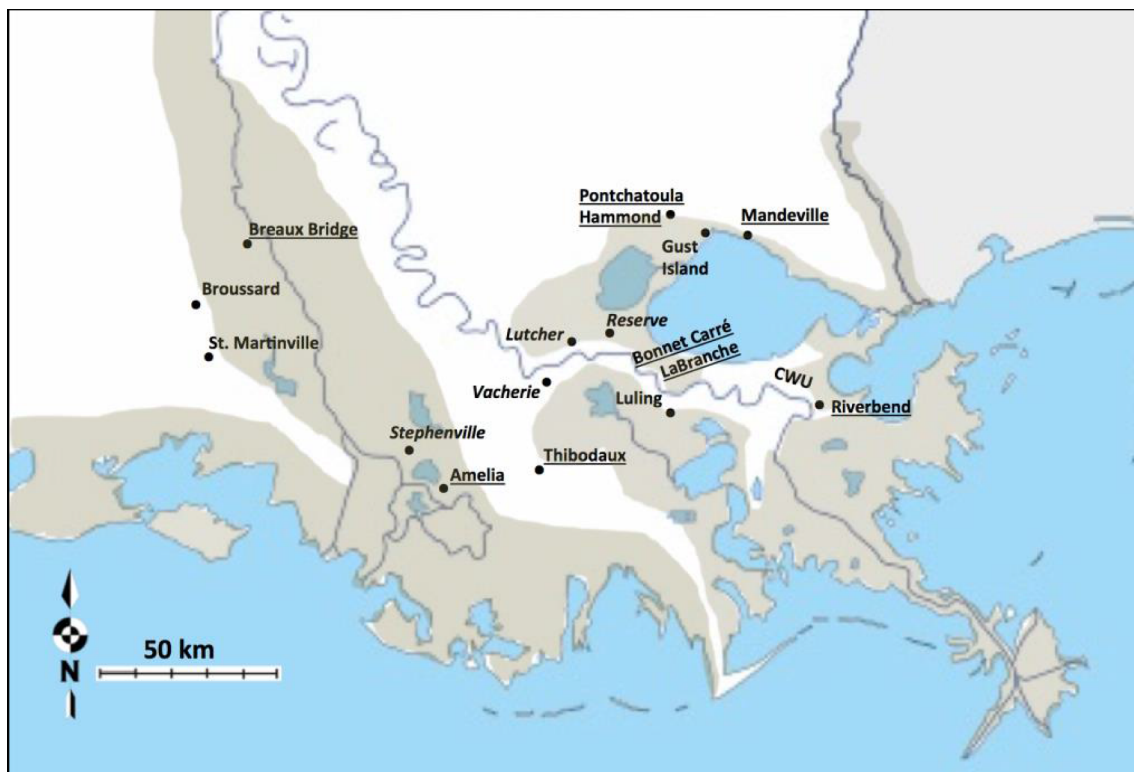 Pontchatoula
Hammond
Mandeville
Breaux Bridge
Gust
Island
Broussard
Reserve
Lutcher
Bonnet Carré
St. Martinville
LaBranche
CWU
Vacherie
Luling
Riverbend
Stephenville
Thibodaux
Amelia
50 km
N